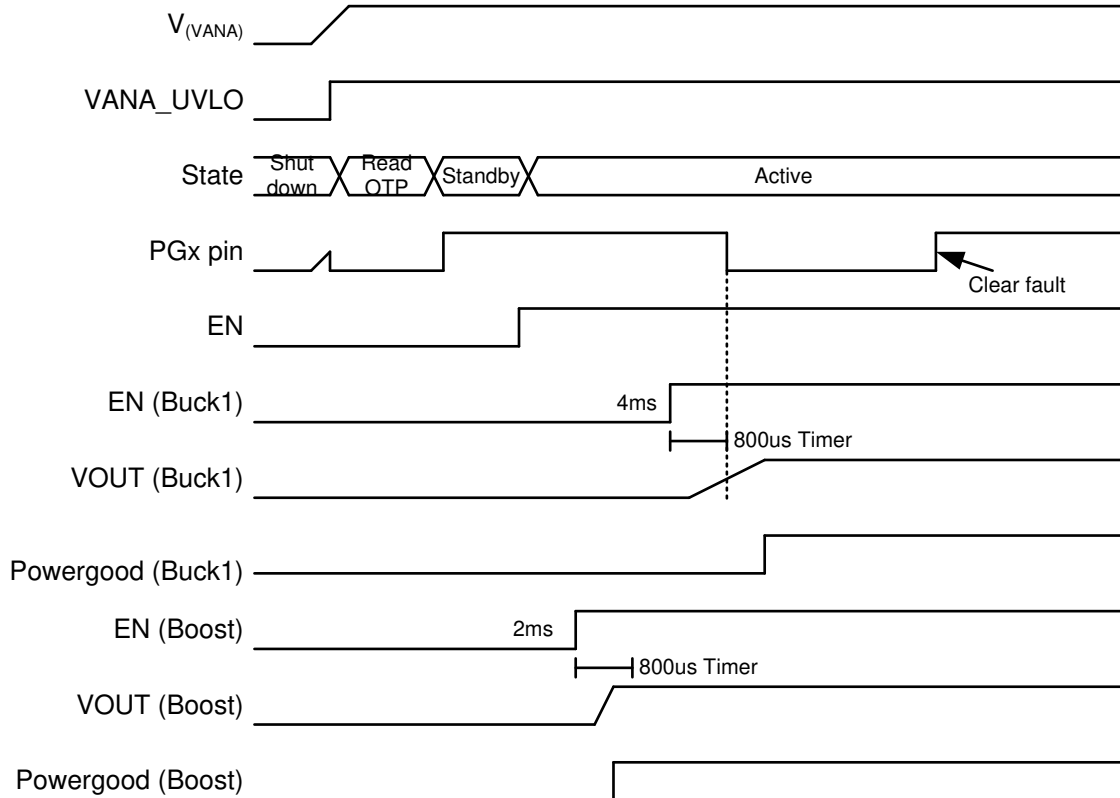 V(VANA)
VANA_UVLO
State
Shut
down
Read
OTP
Standby
Active
PGx pin
Clear fault
EN
EN (Buck1)
4ms
800us Timer
VOUT (Buck1)
Powergood (Buck1)
EN (Boost)
2ms
800us Timer
VOUT (Boost)
Powergood (Boost)